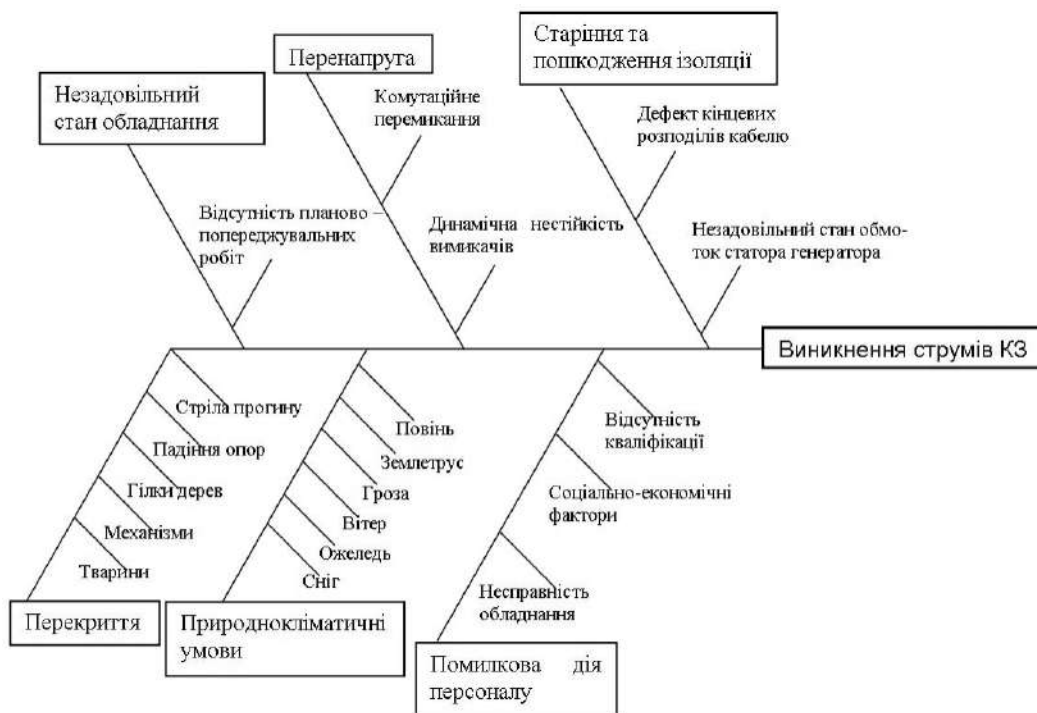 Старіння та
пошкодження ізоляції
Перенапруга
Незадовільний
стан обладнання
Комутаційне
перемикання
Дефект кінцевих
розподілів кабелю
Відсутність планово –
попереджувальних
робіт
Динамічна нестійкість
вимикачів
Незадовільний стан обмо-
ток статора генератора
Виникнення струмів КЗ
Стріла прогину
Падіння опор
Гілки дерев
Механізми
Тварини
Перекриття
Повінь
Землетрус
Гроза
Вітер
Ожеледь
Сніг
Природнокліматичні
умови
Відсутність
кваліфікації
Соціально-економічні
фактори
Несправність
обладнання
Помилкова дія
персоналу